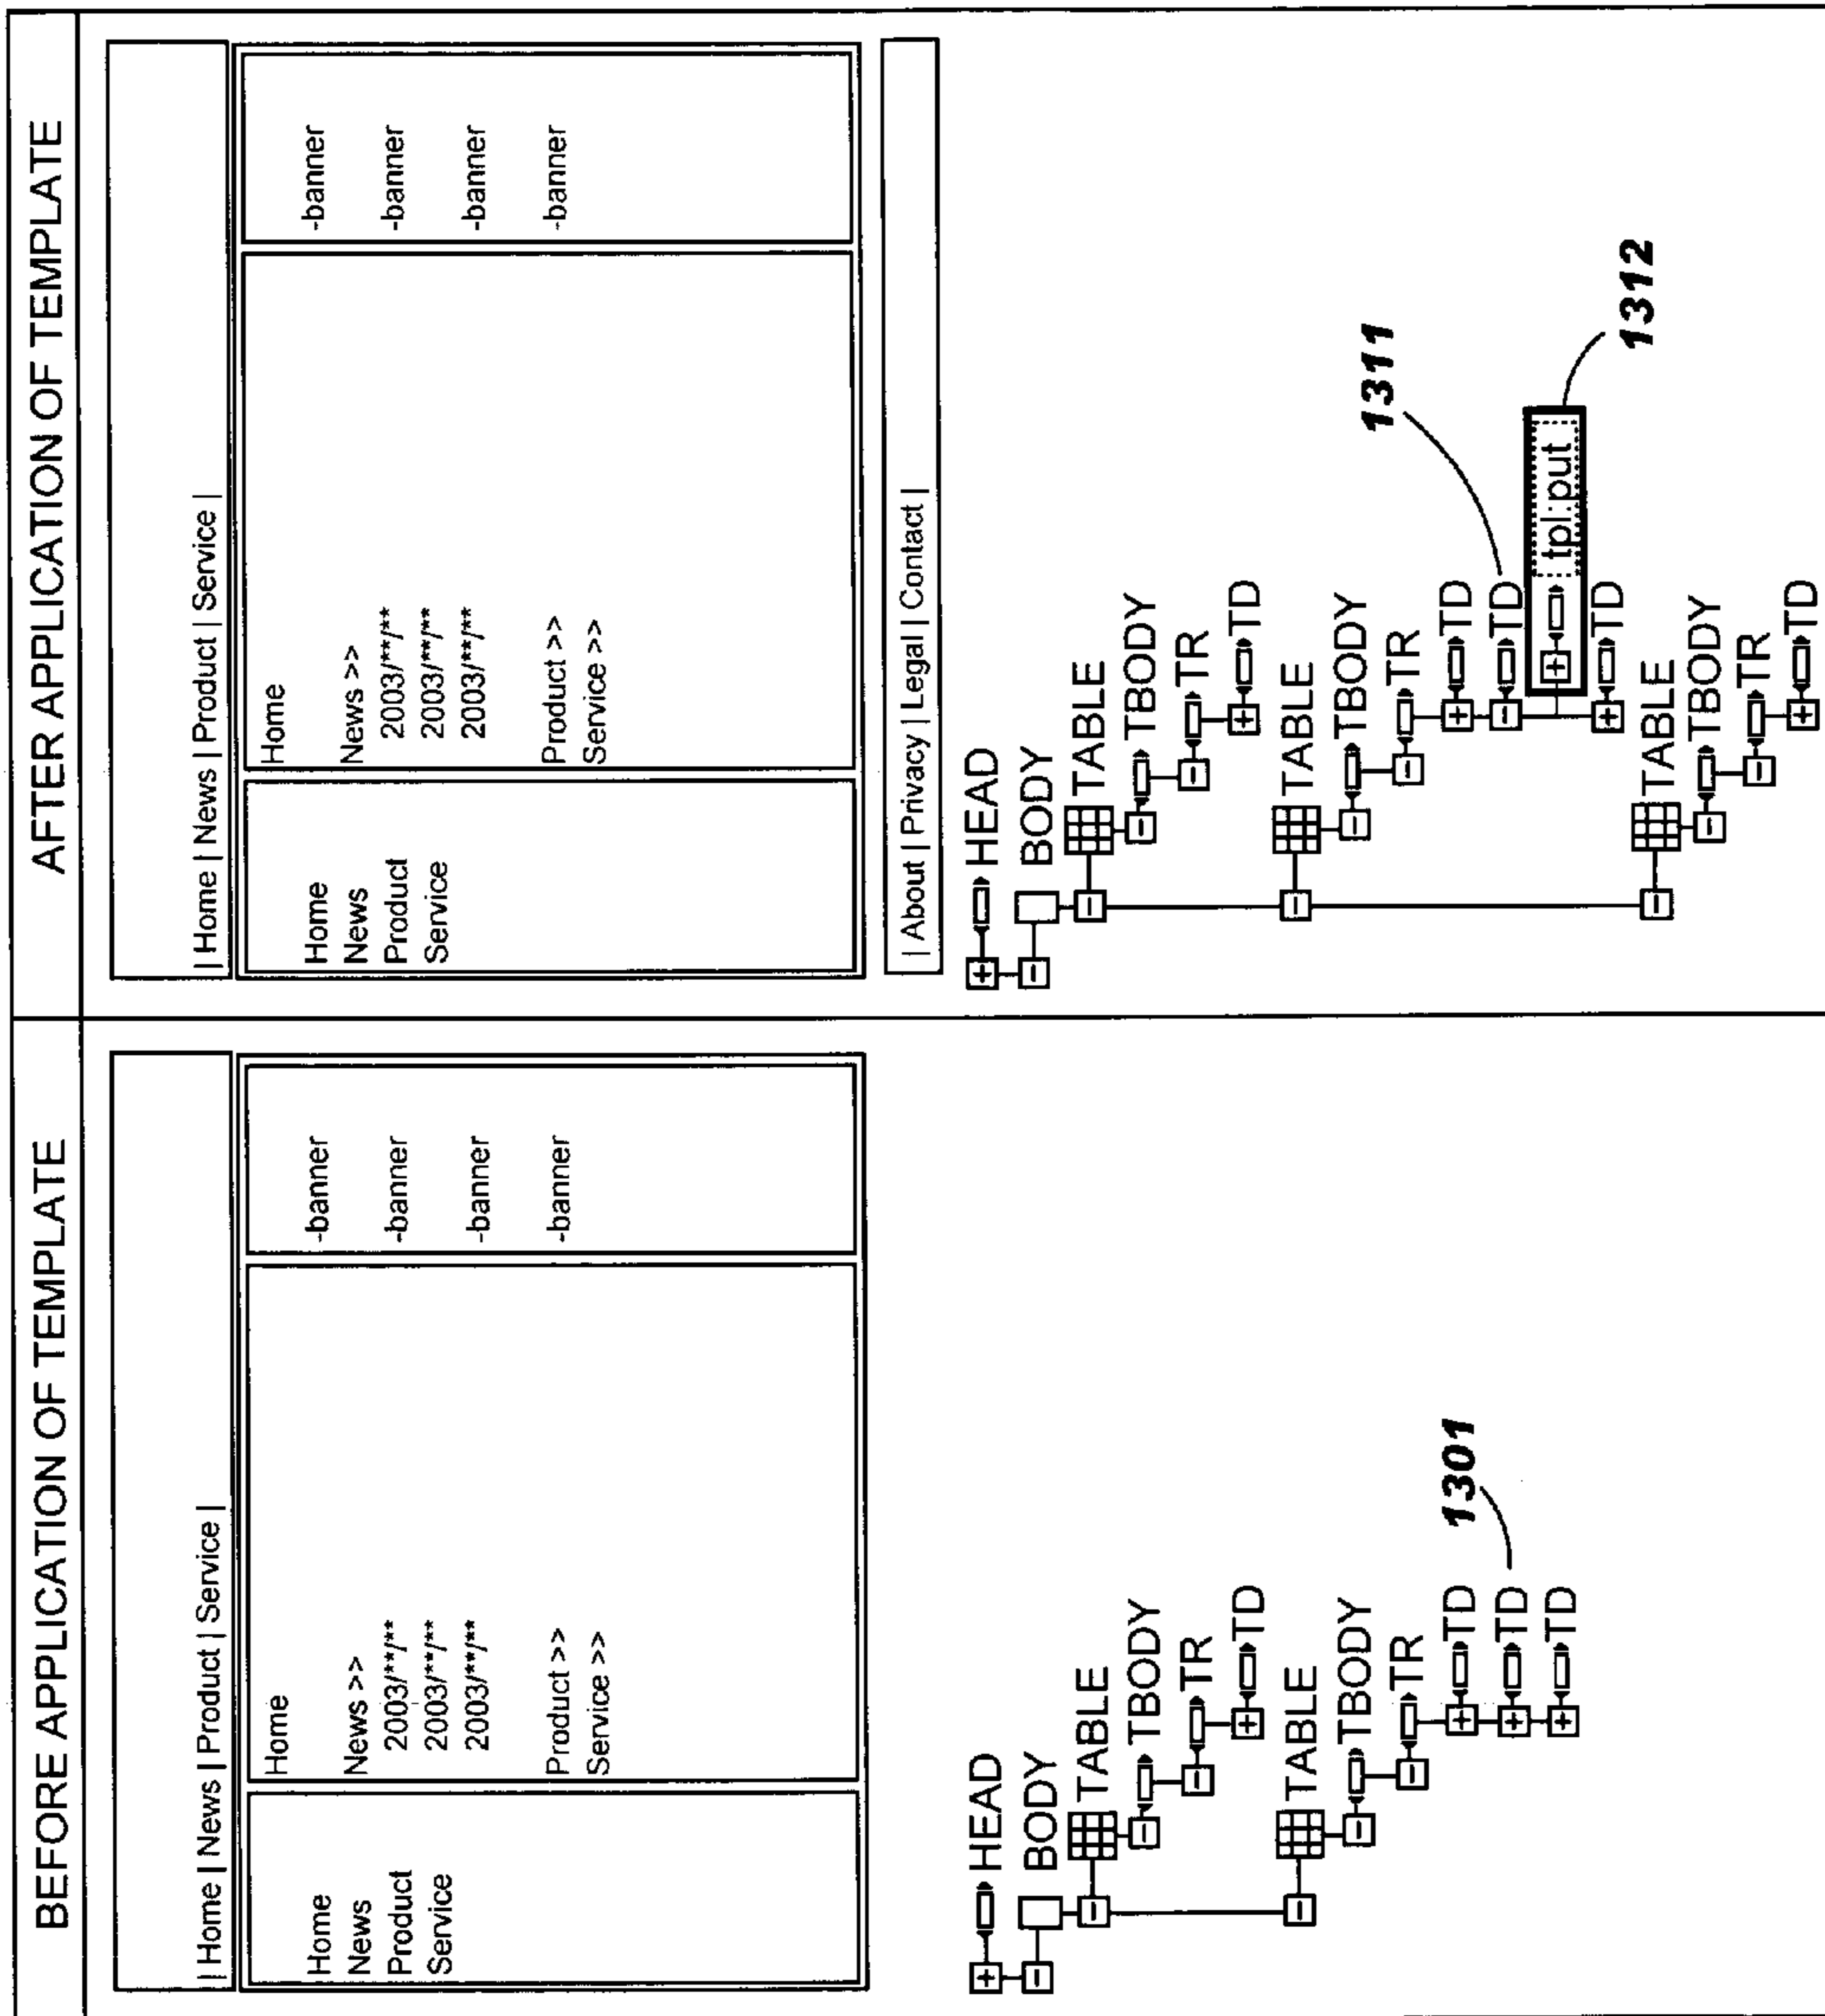 BEFORE APPLICATION OF TEMPLATE
| Home | News | Product | Service |
Home
News
Product
Service
Home
News >>
2003/**/**
2003/**/**
2003/**/**
Product >>
Service >>
-banner
-banner
-banner
-banner
HEAD
BODY
TABLE
TBODY
TR
TD
TABLE
TBODY
TR
TD
TD
TD
1301
AFTER APPLICATION OF TEMPLATE
| Home | News | Product | Service |
Home
News
Product
Service
Home
News >>
2003/**/**
2003/**/**
2003/**/**
Product >>
Service >>
-banner
-banner
-banner
-banner
| About | Privacy | Legal | Contact |
HEAD
BODY
TABLE
TBODY
TR
TD
TABLE
TBODY
TR
TD
TD
1311
tpl:put
1312
TD
TABLE
TBODY
TR
TD